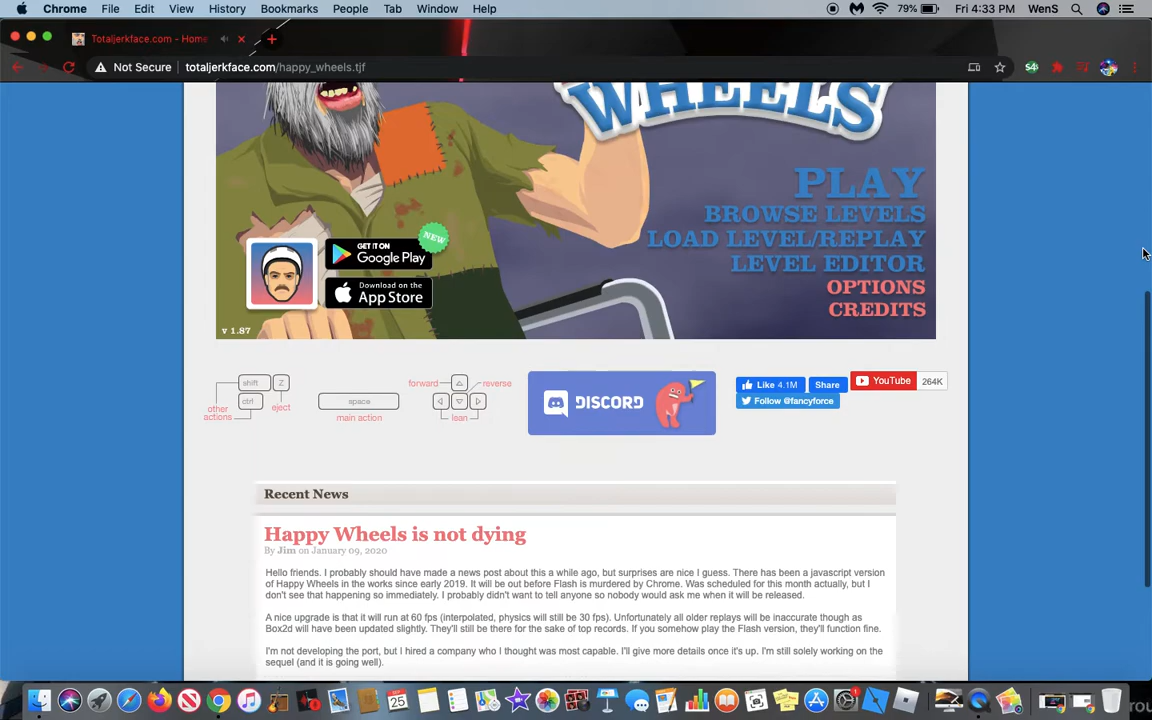 Chrome File Edit View History Bookmarks People Tab Window Help 79% Fri 4:33 PM WenS
Totaljerkface.com - Home
Not Secure totaljerkface.com/happy_wheels.tjf
WHEELS
PLAY
BROWSE LEVELS
LOAD LEVEL/REPLAY
LEVEL EDITOR
OPTIONS
CREDITS
NEW
GET IT ON
Google Play
Download on the
App Store
v 1.87
shift Z
ctrl
other
actions
eject
space
main action
forward reverse
lean
DISCORD
Like 4.1M Share YouTube 264K
Follow @fancyforce
Recent News
Happy Wheels is not dying
By Jim on January 09, 2020
Hello friends. I probably should have made a news post about this a while ago, but surprises are nice I guess. There has been a javascript version
of Happy Wheels in the works since early 2019. It will be out before Flash is murdered by Chrome. Was scheduled for this month actually, but I
don't see that happening so immediately. I probably didn't want to tell anyone so nobody would ask me when it will be released.
A nice upgrade is that it will run at 60 fps (interpolated, physics will still be 30 fps). Unfortunately all older replays will be inaccurate though as
Box2d will have been updated slightly. They'll still be there for the sake of top records. If you somehow play the Flash version, they'll function fine.
I'm not developing the port, but I hired a company who I thought was most capable. I'll give more details once it's up. I'm still solely working on the
sequel (and it is going well).
25